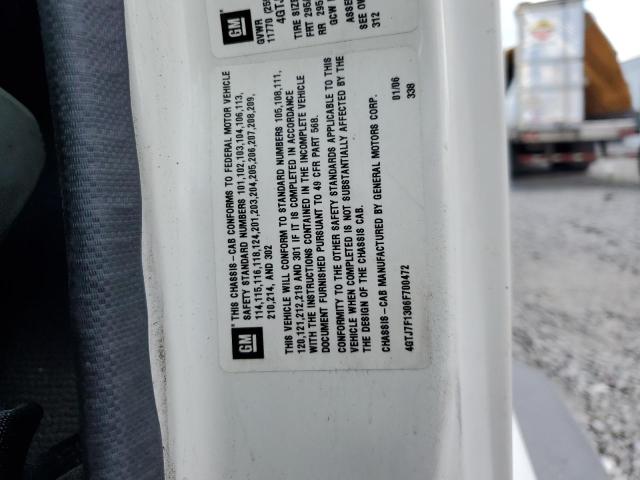 GM
GVWR
11770
TIRE SIZE
FRT
RR
GCW
312
GM
* THIS CHASSIS-CAB CONFORMS TO FEDERAL MOTOR VEHICLE
SAFETY STANDARD NUMBERS 101,102,103,104,106,113,
114,115,116,118,124,201,203,204,205,206,207,208,209,
210,214, AND 302
THIS VEHICLE WILL CONFORM TO STANDARD NUMBERS 105,108,111,
120,121,212,219 AND 301 IF IT IS COMPLETED IN ACCORDANCE
WITH THE INSTRUCTIONS CONTAINED IN THE INCOMPLETE VEHICLE
DOCUMENT FURNISHED PURSUANT TO 49 CFR PART 568.
CONFORMITY TO THE OTHER SAFETY STANDARDS APPLICABLE TO THIS
VEHICLE WHEN COMPLETED IS NOT SUBSTANTIALLY AFFECTED BY THE
THE DESIGN OF THE CHASSIS CAB.
CHASSIS-CAB MANUFACTURED BY GENERAL MOTORS CORP. 01/06
4GTJ7F1306F700472 338